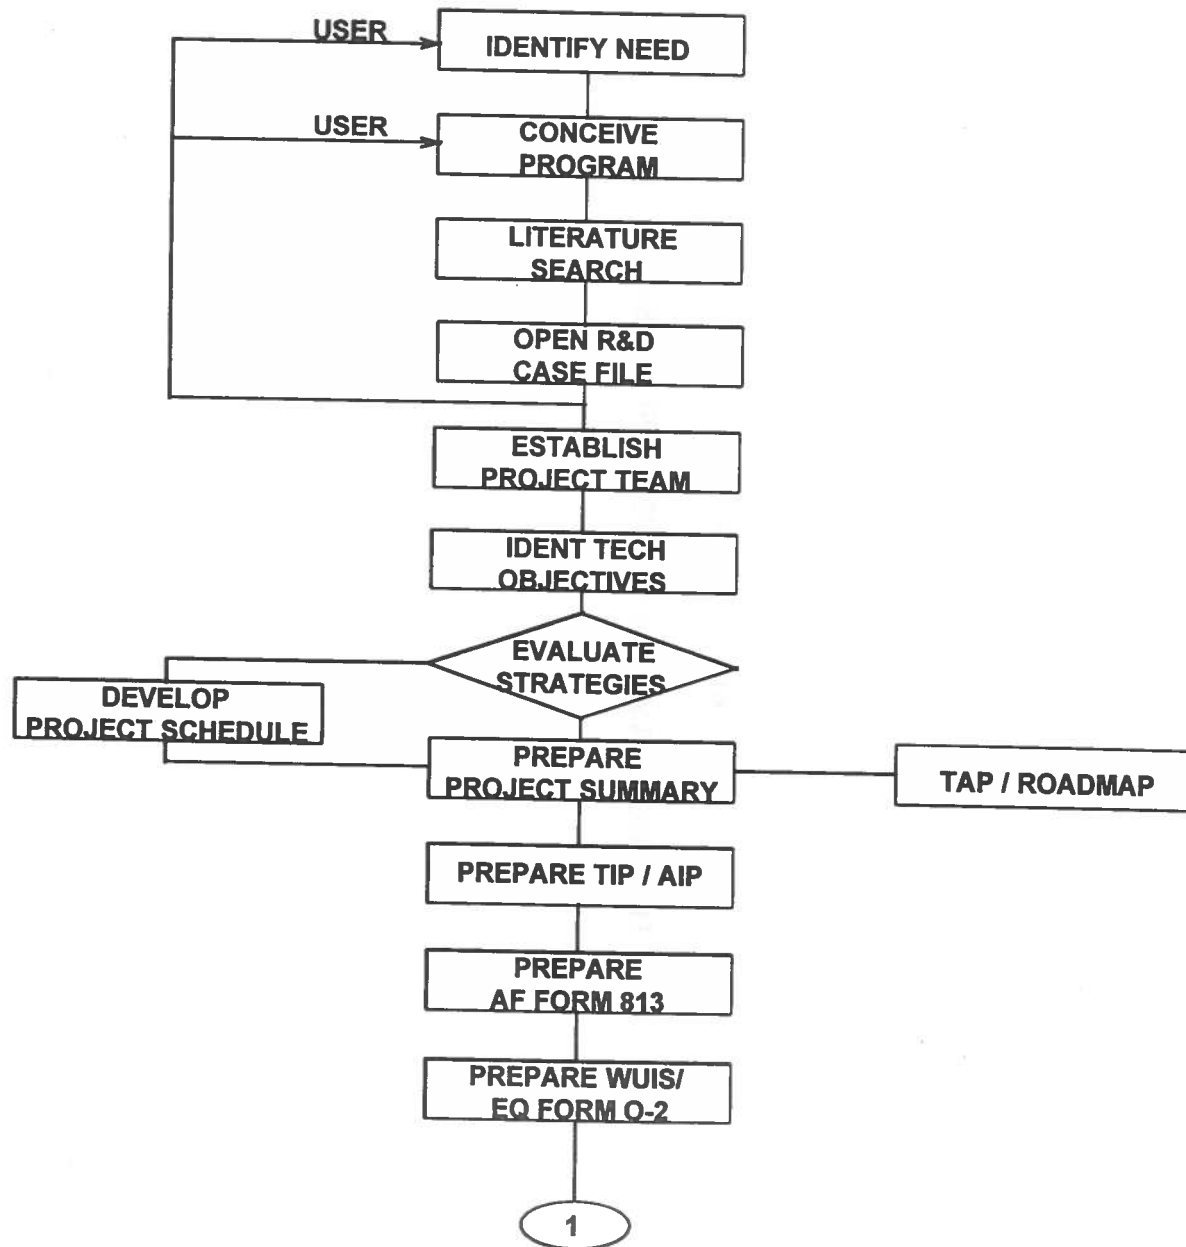 USER
IDENTIFY NEED
USER
CONCEIVE
PROGRAM
LITERATURE
SEARCH
OPEN R&D
CASE FILE
ESTABLISH
PROJECT TEAM
IDENT TECH
OBJECTIVES
EVALUATE
STRATEGIES
DEVELOP
PROJECT SCHEDULE
PREPARE
PROJECT SUMMARY
TAP / ROADMAP
PREPARE TIP / AIP
PREPARE
AF FORM 813
PREPARE WUIS/
EQ FORM O-2
1